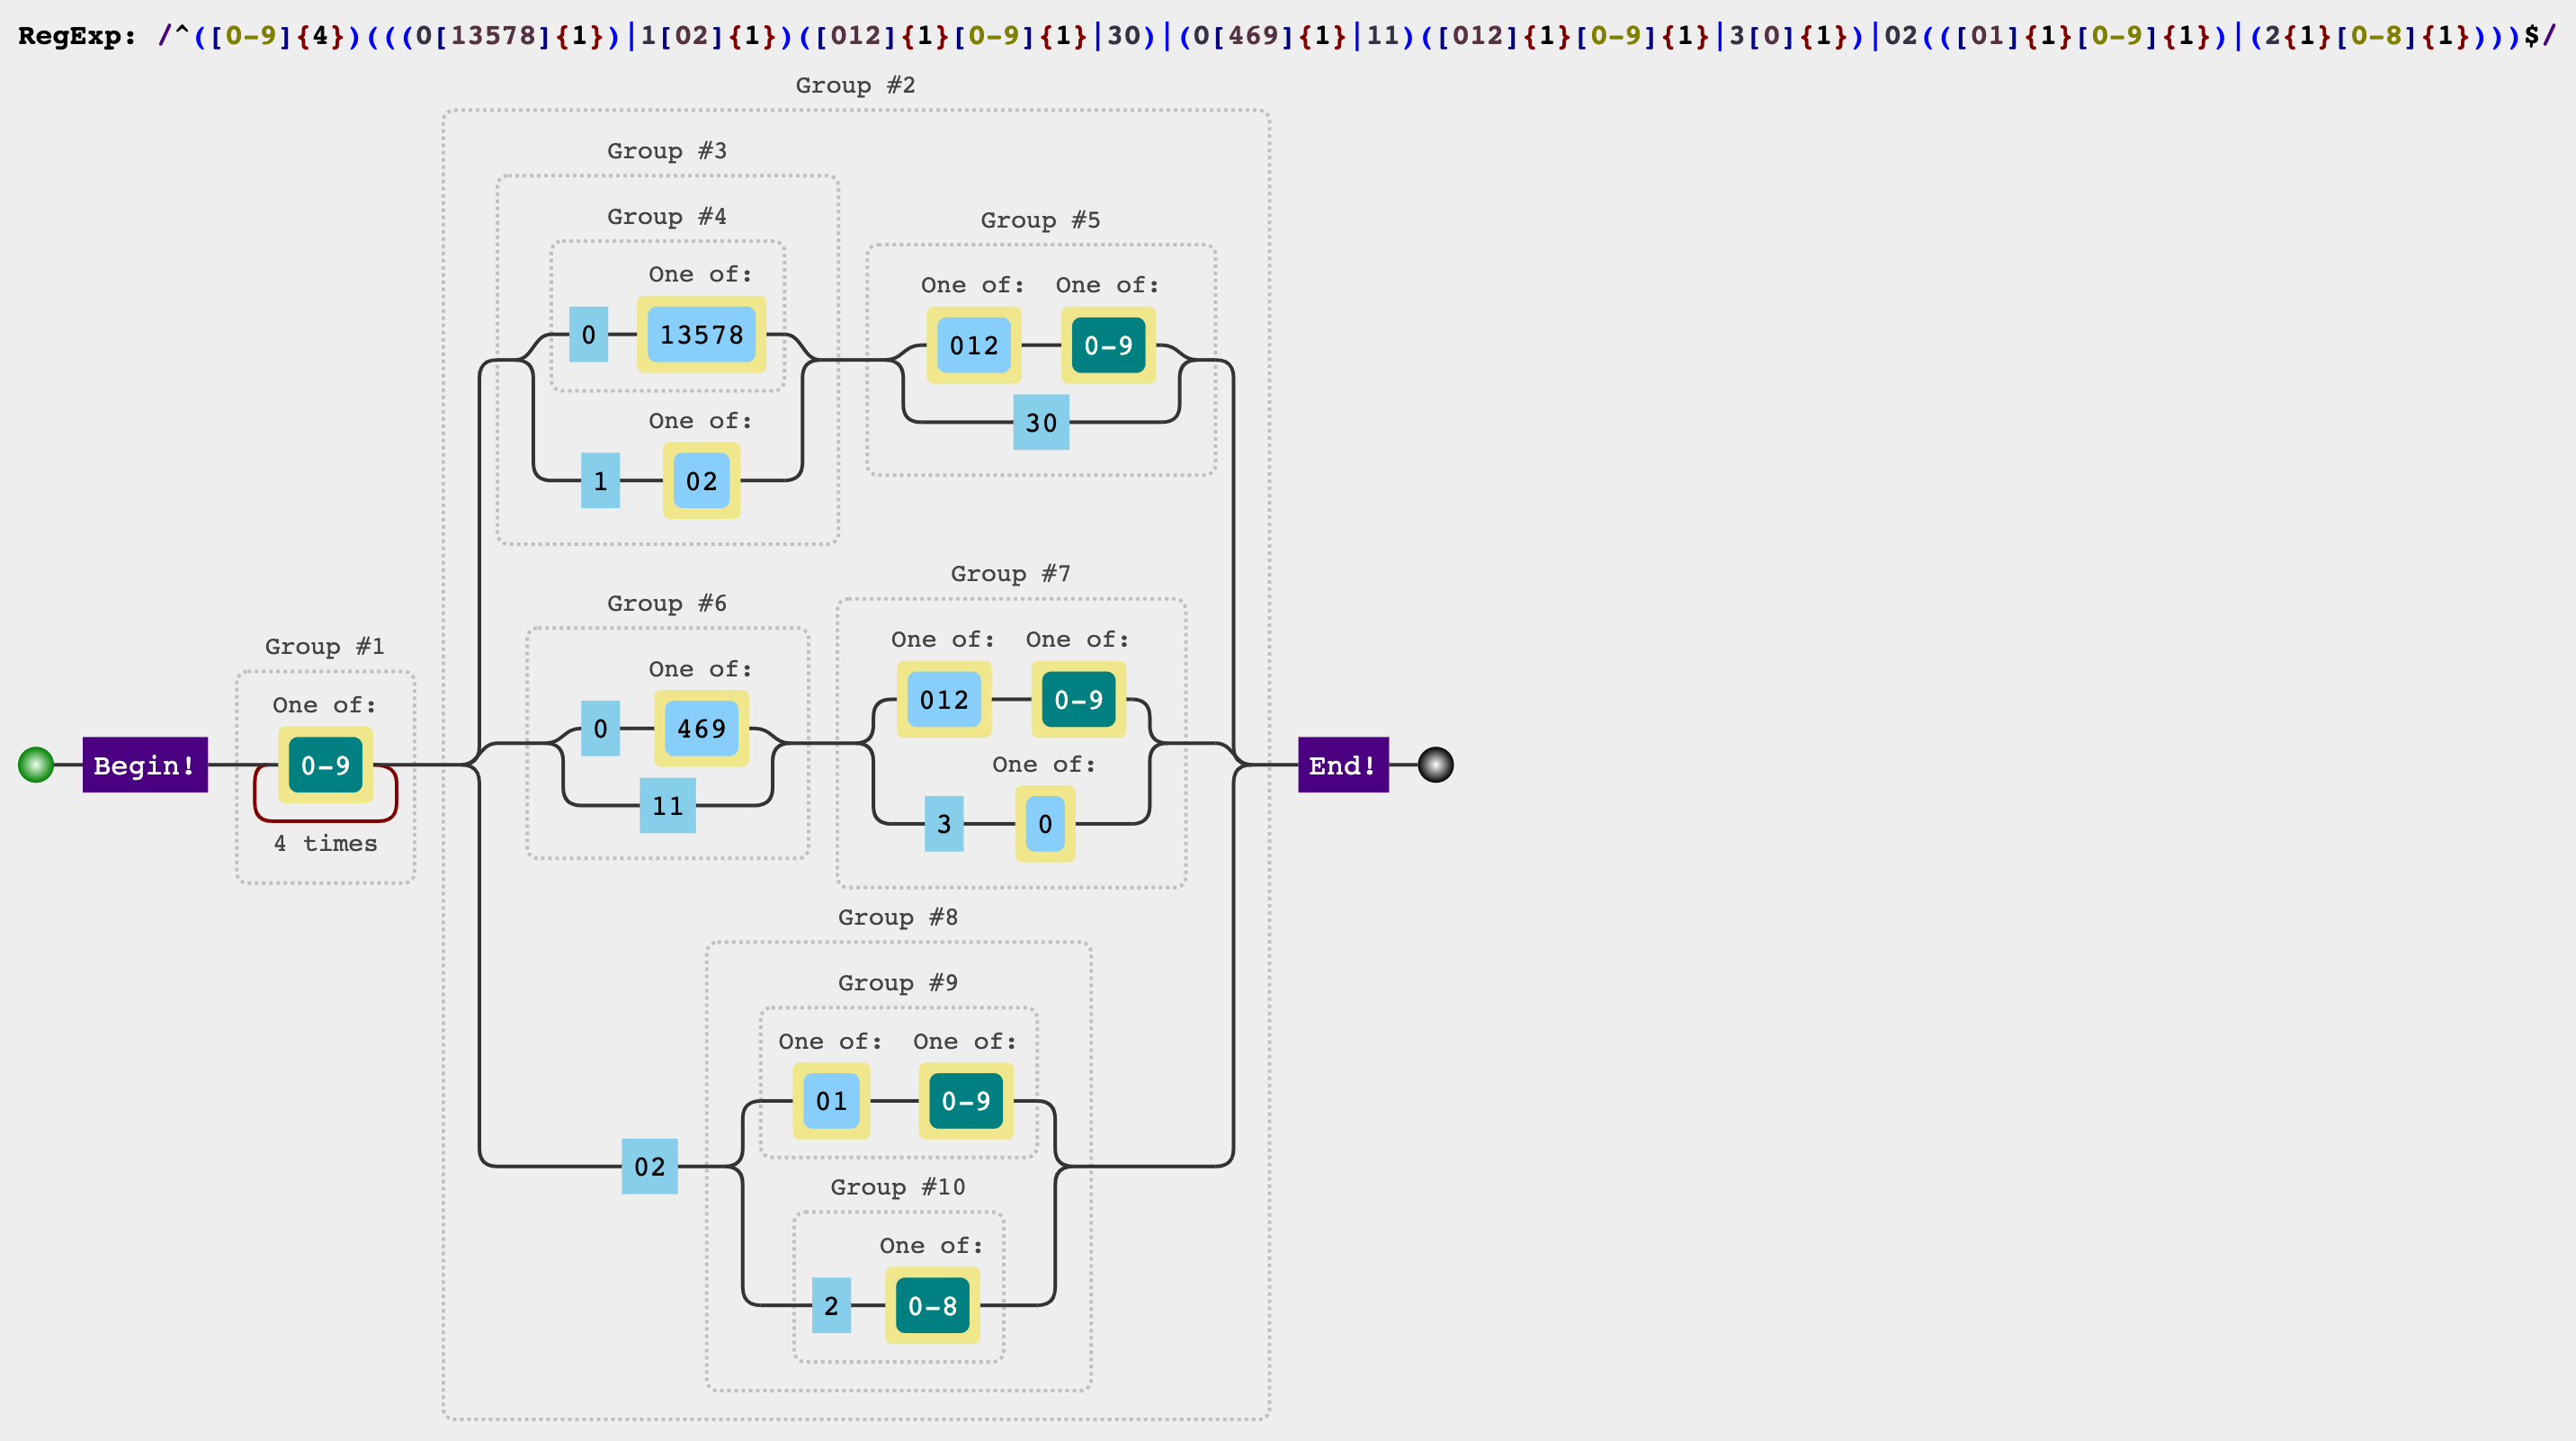 RegExp: /^([0-9]{4})(((0[13578]{1})|1[02]{1})([012]{1}[0-9]{1}|30)|(0[469]{1}|11)([012]{1}[0-9]{1}|3[0]{1})|02(([01]{1}[0-9]{1})|(2{1}[0-8]{1})))$/
Group #2
Group #3
Group #4
Group #5
One of:
One of: One of:
0 13578
012 0-9
30
One of:
1 02
Group #7
Group #6
One of: One of:
Group #1
One of:
012 0-9
One of:
0 469
One of:
Begin! 0-9
End!
11
3 0
4 times
Group #8
Group #9
One of: One of:
01 0-9
02
Group #10
One of:
2 0-8